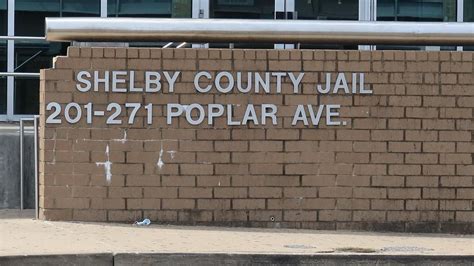 SHELBY COUNTY JAIL
201-271 POPLAR AVE.